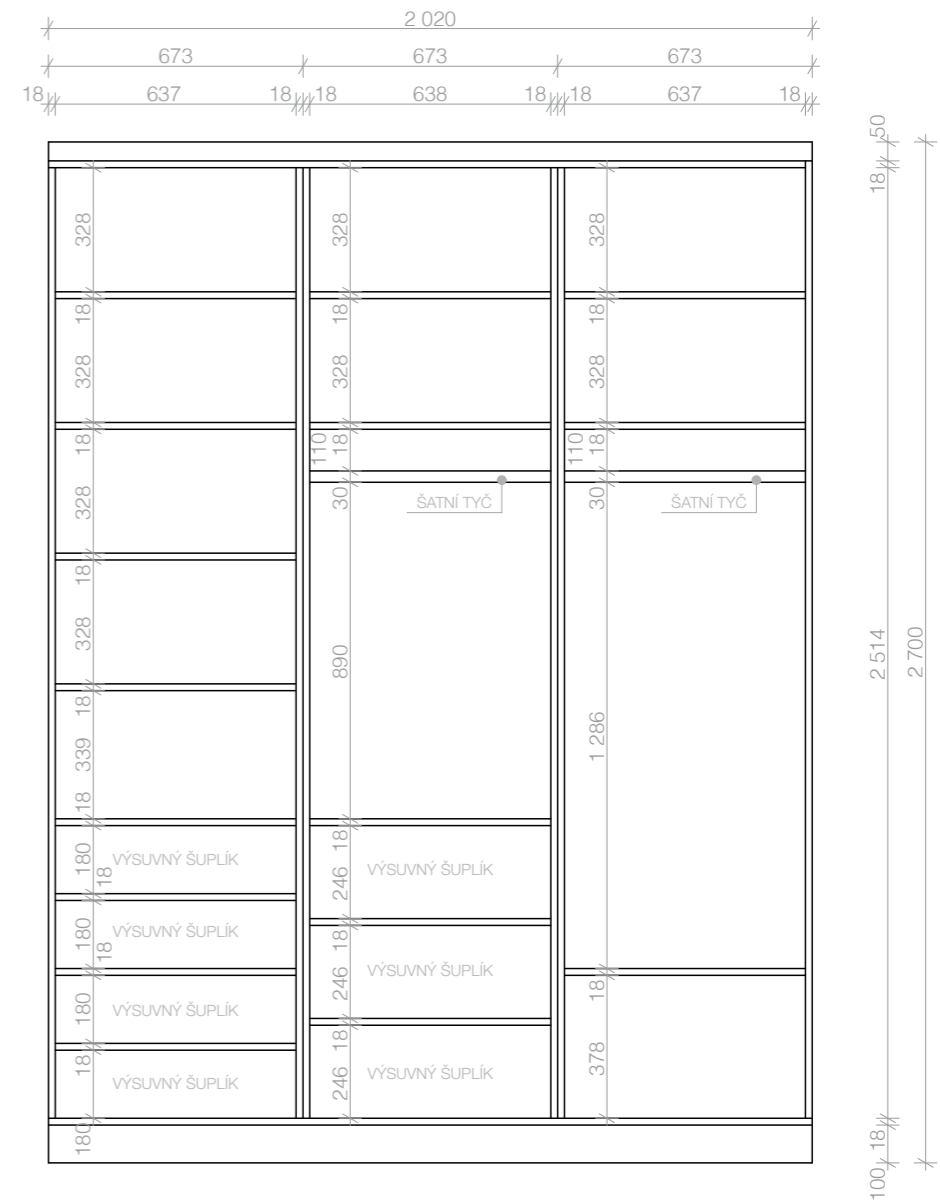 2 020
673 673 673
18 637 18 18 638 18 18 637 18
50
18
328 328 328
18 18 18
328 328 328
18 110 18 110 18
328 30 ŠATNÍ TYČ 30 ŠATNÍ TYČ
18
328 890 2 514 2 700
18
339 1 286
18
180 VÝSUVNÝ ŠUPLÍK 18
18 246 VÝSUVNÝ ŠUPLÍK
180 VÝSUVNÝ ŠUPLÍK 18
18 246 VÝSUVNÝ ŠUPLÍK 18
180 VÝSUVNÝ ŠUPLÍK 18
18 378
VÝSUVNÝ ŠUPLÍK 246 VÝSUVNÝ ŠUPLÍK
180 18
100